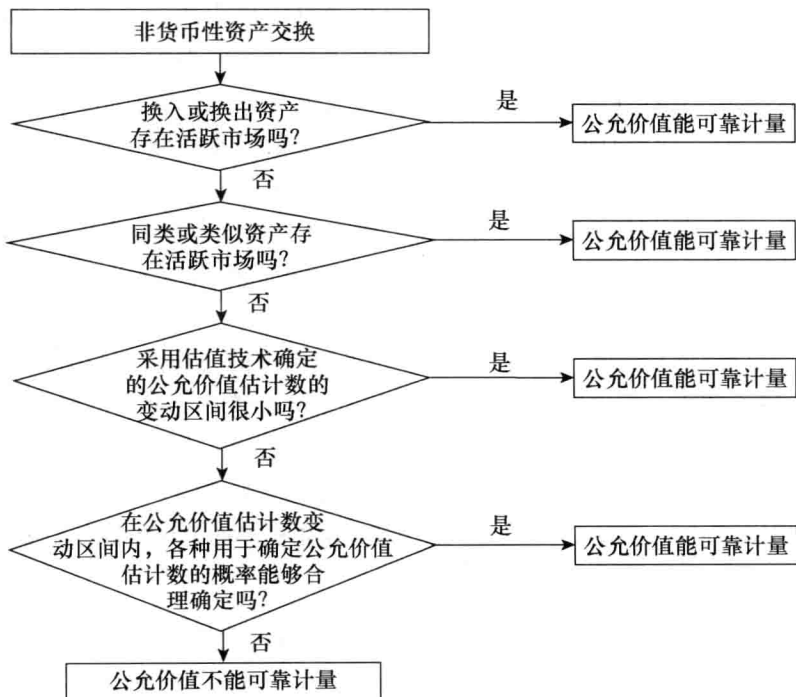 非货币性资产交换
换入或换出资产
存在活跃市场吗？
是
公允价值能可靠计量
否
同类或类似资产存
在活跃市场吗？
是
公允价值能可靠计量
否
采用估值技术确定
的公允价值估计数的
变动区间很小吗？
是
公允价值能可靠计量
否
在公允价值估计数变
动区间内，各种用于确定公允价值
估计数的概率能够合
理确定吗？
是
公允价值能可靠计量
否
公允价值不能可靠计量